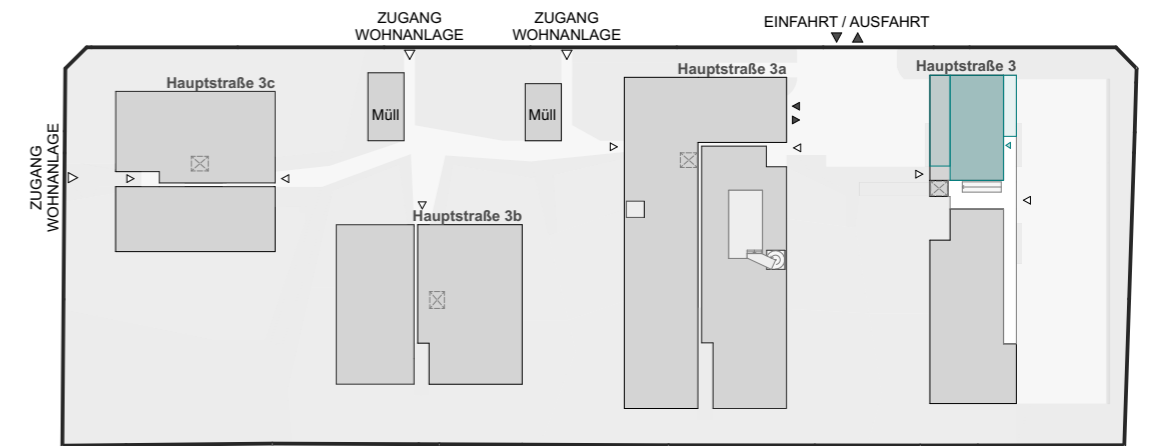 ZUGANG
WOHNANLAGE
ZUGANG
WOHNANLAGE
EINFAHRT / AUSFAHRT
Hauptstraße 3c
Müll
Müll
Hauptstraße 3a
Hauptstraße 3
ZUGANG
WOHNANLAGE
Hauptstraße 3b